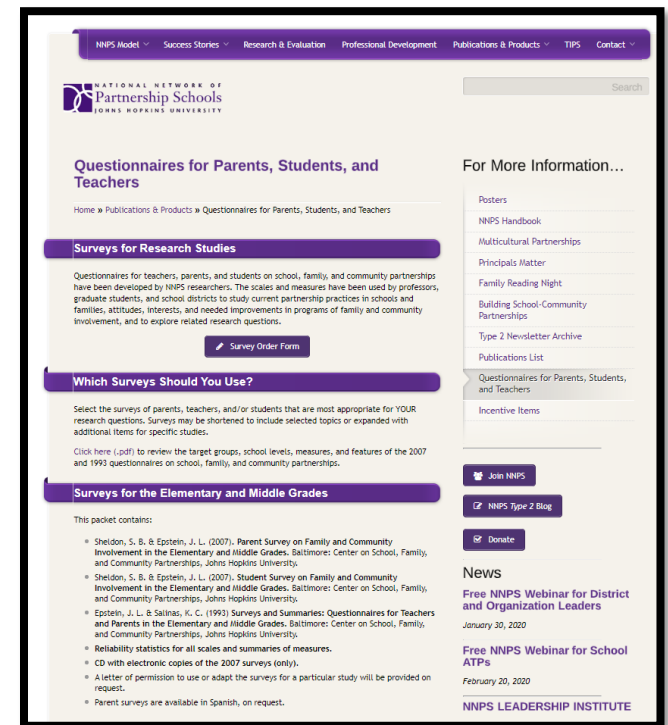 NNPS Model Success Stories Research & Evaluation Professional Development Publications & Products TIPS Contact
NATIONAL NETWORK OF
Partnership Schools
JOHNS HOPKINS UNIVERSITY
Search
Questionnaires for Parents, Students, and
Teachers
Home » Publications & Products » Questionnaires for Parents, Students, and Teachers
Surveys for Research Studies
Questionnaires for teachers, parents, and students on school, family, and community partnerships
have been developed by NNPS researchers. The scales and measures have been used by professors,
graduate students, and school districts to study current partnership practices in schools and
families, attitudes, interests, and needed improvements in programs of family and community
involvement, and to explore related research questions.
Survey Order Form
Which Surveys Should You Use?
Select the surveys of parents, teachers, and/or students that are most appropriate for YOUR
research questions. Surveys may be shortened to include selected topics or expanded with
additional items for specific studies.
Click here (.pdf) to review the target groups, school levels, measures, and features of the 2007
and 1993 questionnaires on school, family, and community partnerships.
Surveys for the Elementary and Middle Grades
This packet contains:
Sheldon, S. B. & Epstein, J. L. (2007). Parent Survey on Family and Community
Involvement in the Elementary and Middle Grades. Baltimore: Center on School, Family,
and Community Partnerships, Johns Hopkins University.
Sheldon, S. B. & Epstein, J. L. (2007). Student Survey on Family and Community
Involvement in the Elementary and Middle Grades. Baltimore: Center on School, Family,
and Community Partnerships, Johns Hopkins University.
Epstein, J. L. & Salinas, K. C. (1993) Surveys and Summaries: Questionnaires for Teachers
and Parents in the Elementary and Middle Grades. Baltimore: Center on School, Family,
and Community Partnerships, Johns Hopkins University.
Reliability statistics for all scales and summaries of measures.
CD with electronic copies of the 2007 surveys (only).
A letter of permission to use or adapt the surveys for a particular study will be provided on
request.
Parent surveys are available in Spanish, on request.
For More Information...
Posters
NNPS Handbook
Multicultural Partnerships
Principals Matter
Family Reading Night
Building School-Community
Partnerships
Type 2 Newsletter Archive
Publications List
Questionnaires for Parents, Students,
and Teachers
Incentive Items
Join NNPS
NNPS Type 2 Blog
Donate
News
Free NNPS Webinar for District
and Organization Leaders
January 30, 2020
Free NNPS Webinar for School
ATPs
February 20, 2020
NNPS LEADERSHIP INSTITUTE